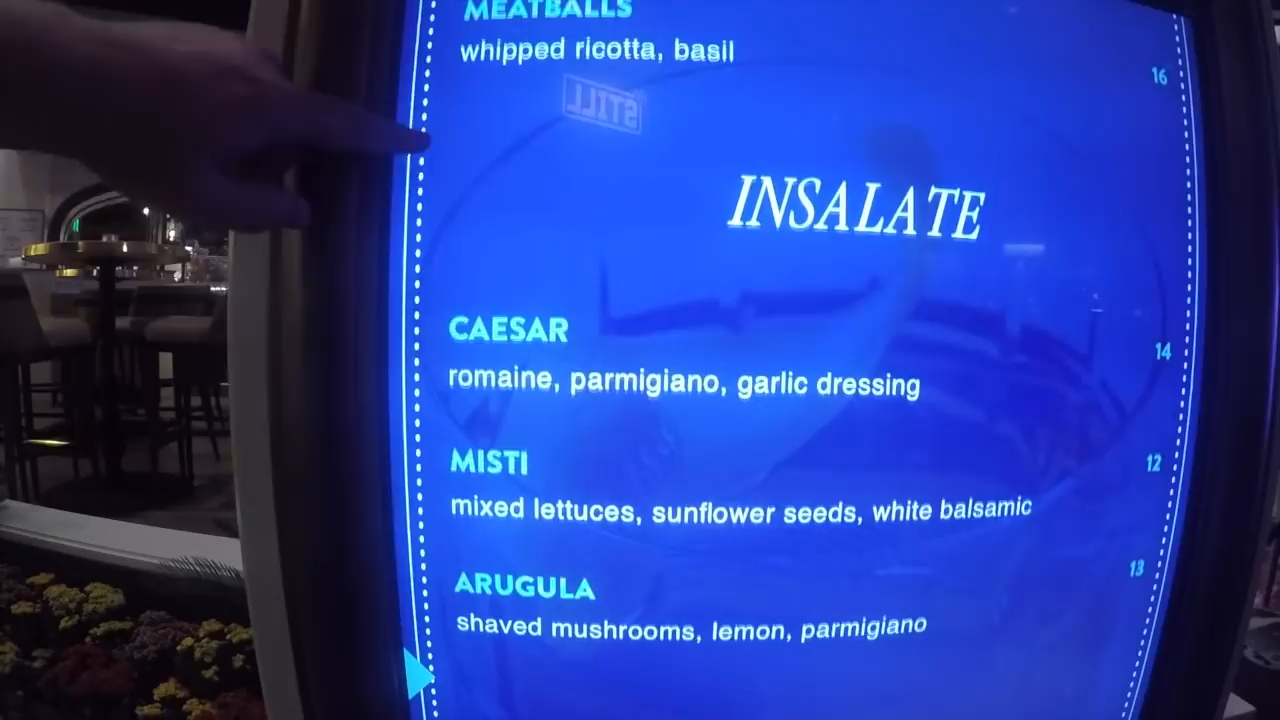 MEATBALLS
whipped ricotta, basil
16
STILL
INSALATE
CAESAR
14
romaine, parmigiano, garlic dressing
MISTI
12
mixed lettuces, sunflower seeds, white balsamic
ARUGULA
13
shaved mushrooms, lemon, parmigiano